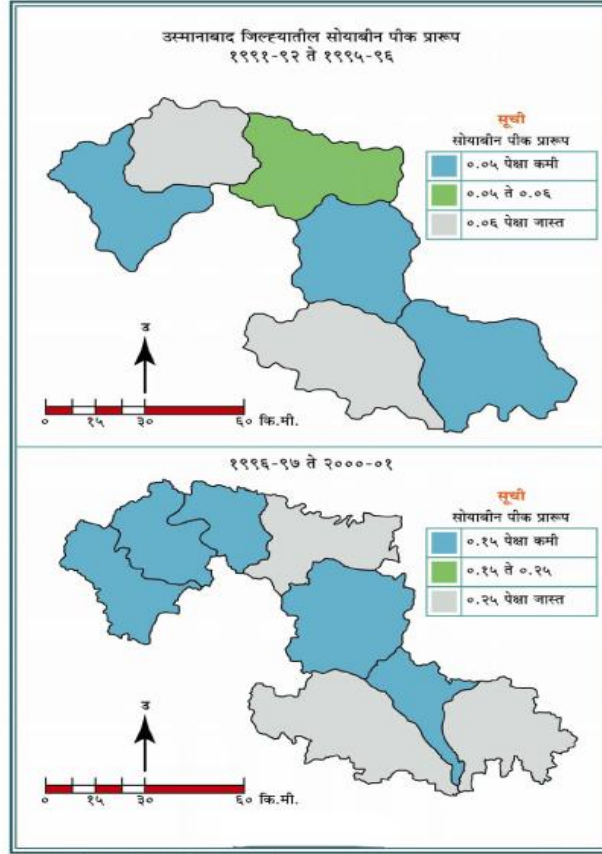 उस्मानाबाद जिल्ह्यातील सोयाबीन पीक प्रारूप
१९९१-९२ ते १९९५-९६
सूची
सोयाबीन पीक प्रारूप
०.०५ पेक्षा कमी
०.०५ ते ०.०६
०.०६ पेक्षा जास्त
उ
० १५ ३० ६० कि.मी.
१९९६-९७ ते २०००-०१
सूची
सोयाबीन पीक प्रारूप
०.१५ पेक्षा कमी
०.१५ ते ०.२५
०.२५ पेक्षा जास्त
उ
० १५ ३० ६० कि.मी.